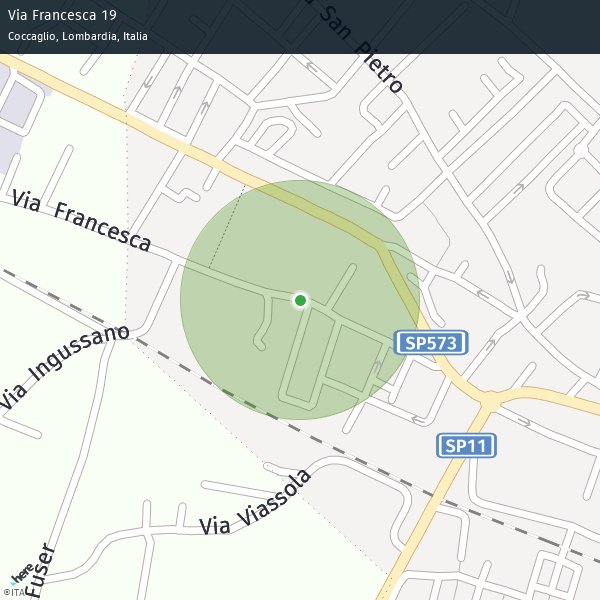 Via Francesca 19
Coccaglio, Lombardia, Italia
San Pietro
Via Francesca
Via Ingussano
SP573
SP11
Via Viassola
Fuser
here
©ITA